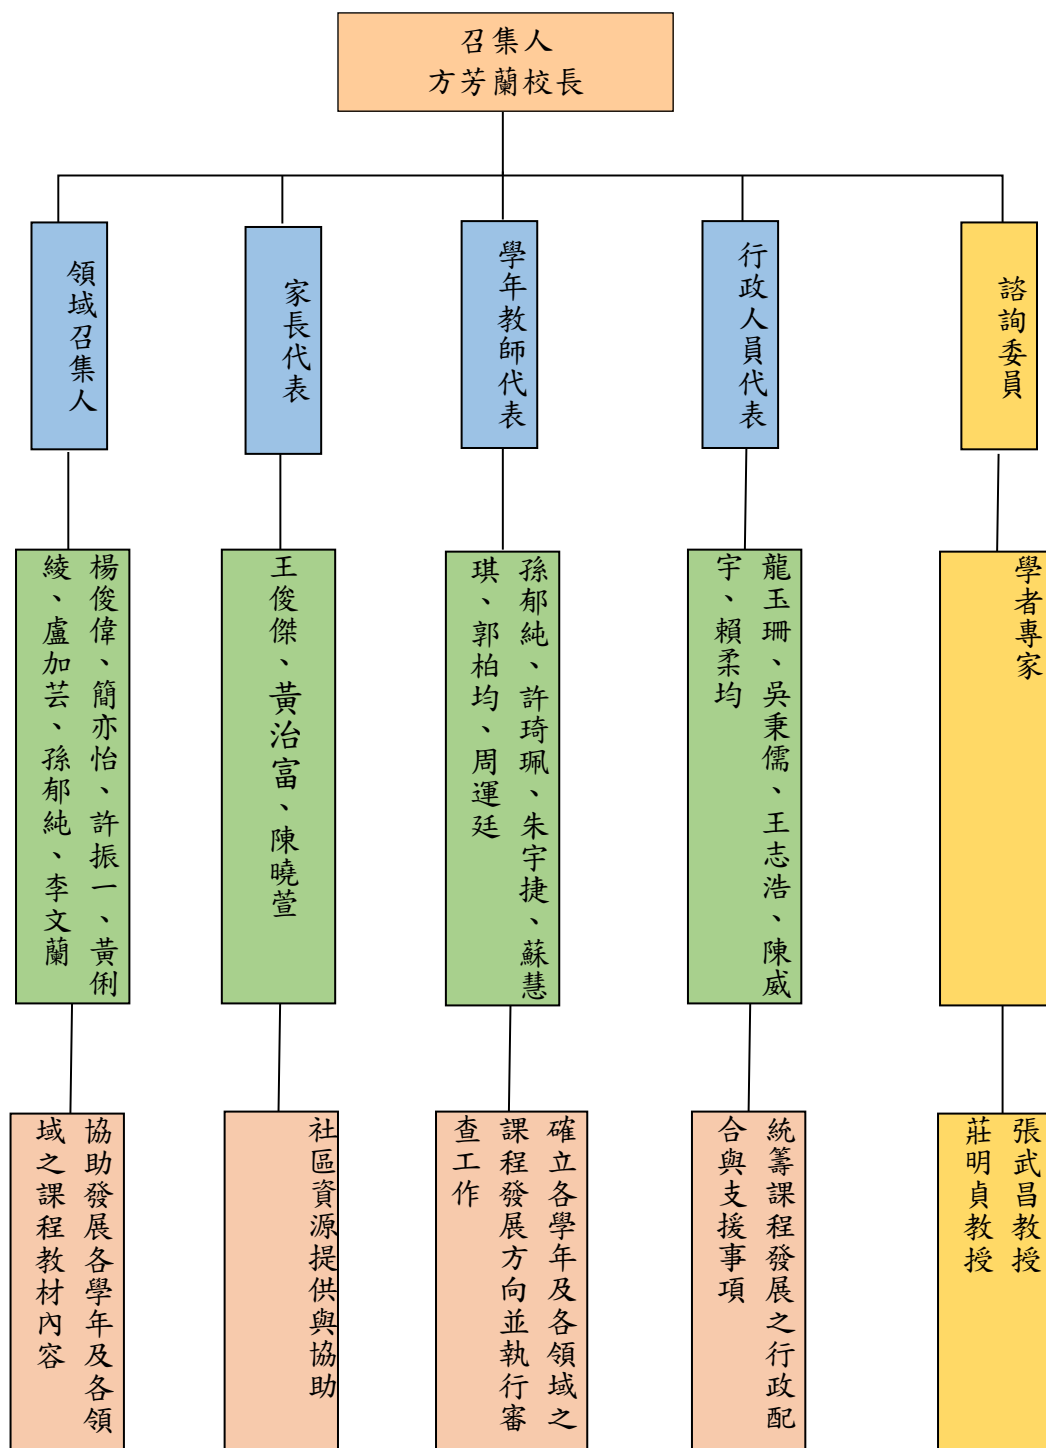 召集人
方芳蘭校長
領域召集人
家長代表
學年教師代表
行政人員代表
諮詢委員
楊俊偉、簡亦怡、許振一、黃俐
綾、盧加芸、孫郁純、李文蘭
王俊傑、黃治富、陳曉萱
孫郁純、許琦珮、朱宇捷、蘇慧
琪、郭柏均、周運廷
龍玉珊、吳秉儒、王志浩、陳威
宇、賴柔均
學者專家
協助發展各學年及各領
域之課程教材內容
社區資源提供與協助
確立各學年及各領域之
課程發展方向並執行審
查工作
統籌課程發展之行政配
合與支援事項
張武昌教授
莊明貞教授